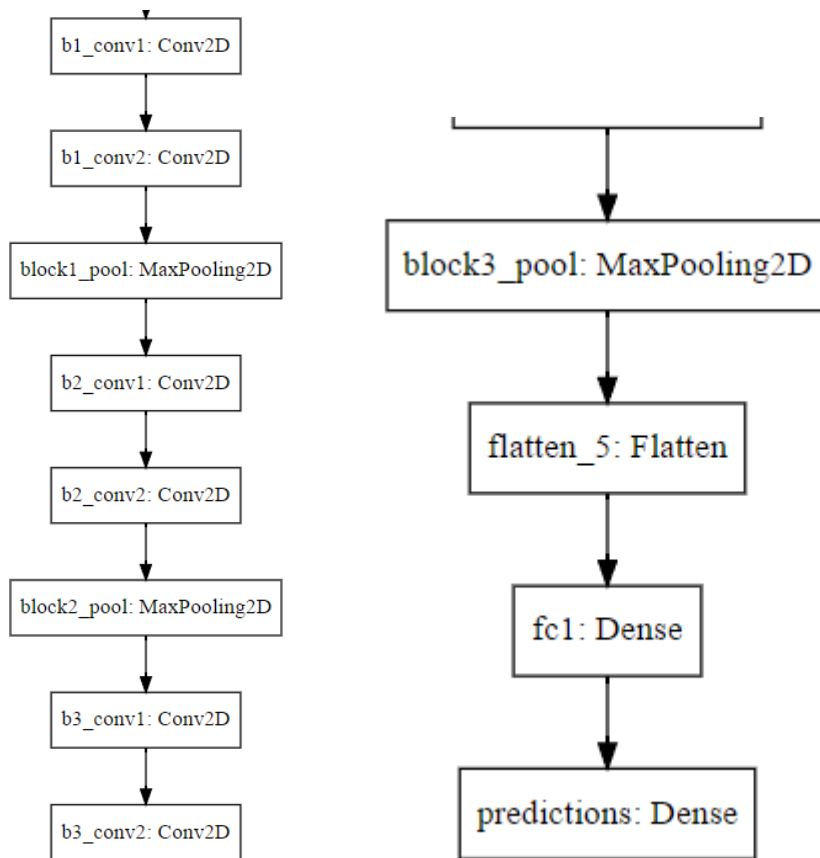 b1_conv1: Conv2D
b1_conv2: Conv2D
block1_pool: MaxPooling2D
b2_conv1: Conv2D
b2_conv2: Conv2D
block2_pool: MaxPooling2D
b3_conv1: Conv2D
b3_conv2: Conv2D
block3_pool: MaxPooling2D
flatten_5: Flatten
fc1: Dense
predictions: Dense